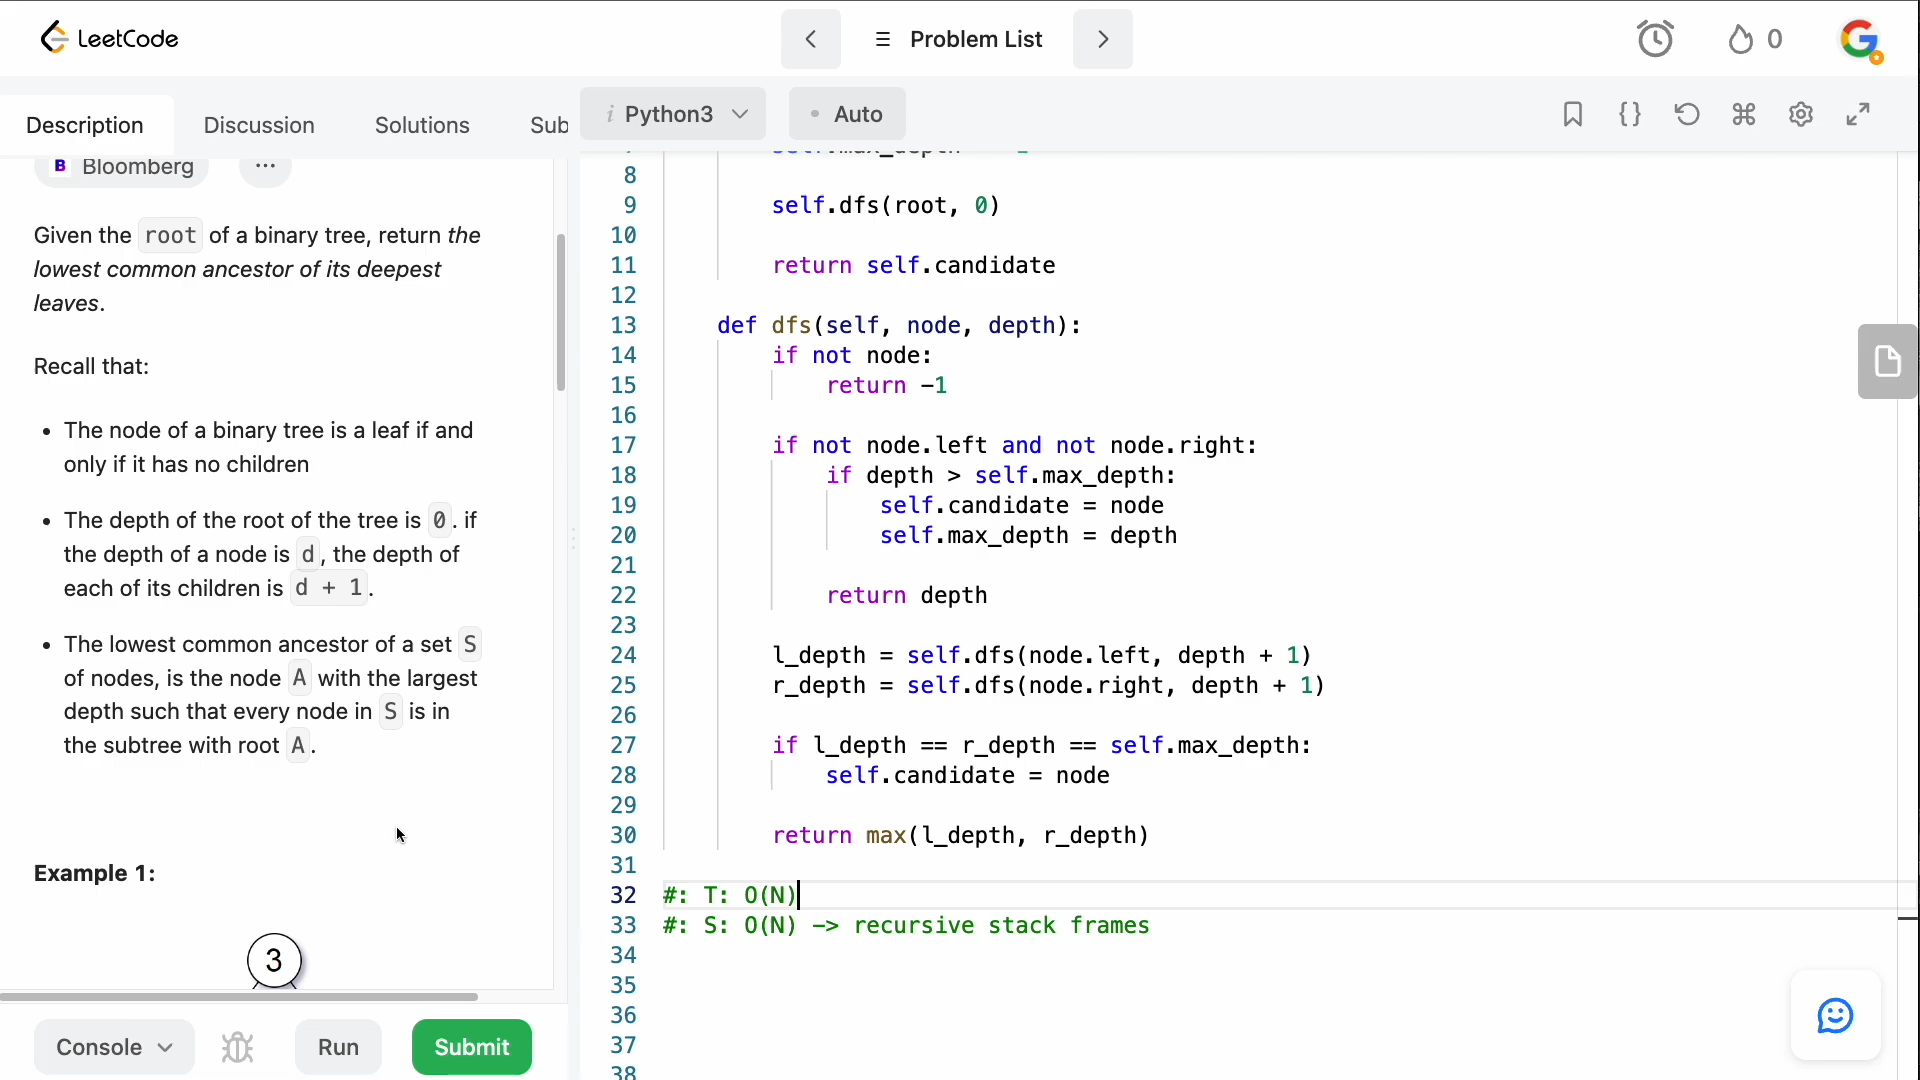 LeetCode
Problem List
0
Description
Discussion
Solutions
Sub
i Python3
Auto
B Bloomberg
...
Given the root of a binary tree, return the
lowest common ancestor of its deepest
leaves.
Recall that:
• The node of a binary tree is a leaf if and
only if it has no children
• The depth of the root of the tree is 0. if
the depth of a node is d, the depth of
each of its children is d + 1.
• The lowest common ancestor of a set S
of nodes, is the node A with the largest
depth such that every node in S is in
the subtree with root A.
Example 1:
3
Console
Run
Submit
8
9 self.dfs(root, 0)
10
11 return self.candidate
12
13 def dfs(self, node, depth):
14 if not node:
15 return -1
16
17 if not node.left and not node.right:
18 if depth > self.max_depth:
19 self.candidate = node
20 self.max_depth = depth
21
22 return depth
23
24 l_depth = self.dfs(node.left, depth + 1)
25 r_depth = self.dfs(node.right, depth + 1)
26
27 if l_depth == r_depth == self.max_depth:
28 self.candidate = node
29
30 return max(l_depth, r_depth)
31
32 #: T: O(N)
33 #: S: O(N) -> recursive stack frames
34
35
36
37
38